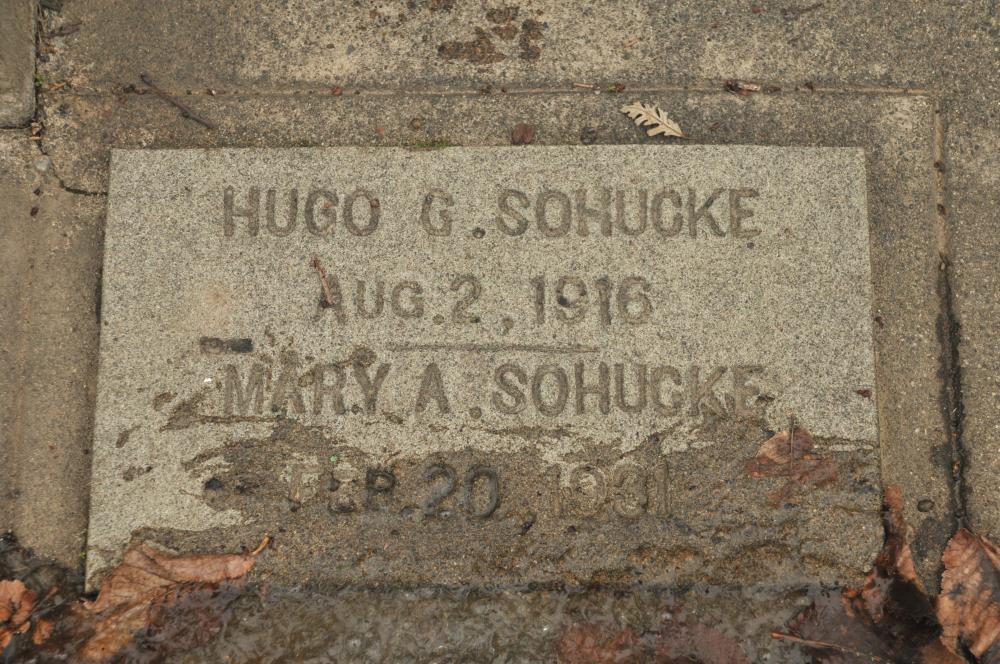 HUGO G. SOHUCKE
AUG. 2, 1916
MARY A. SOHUCKE
FEB. 20, 1931